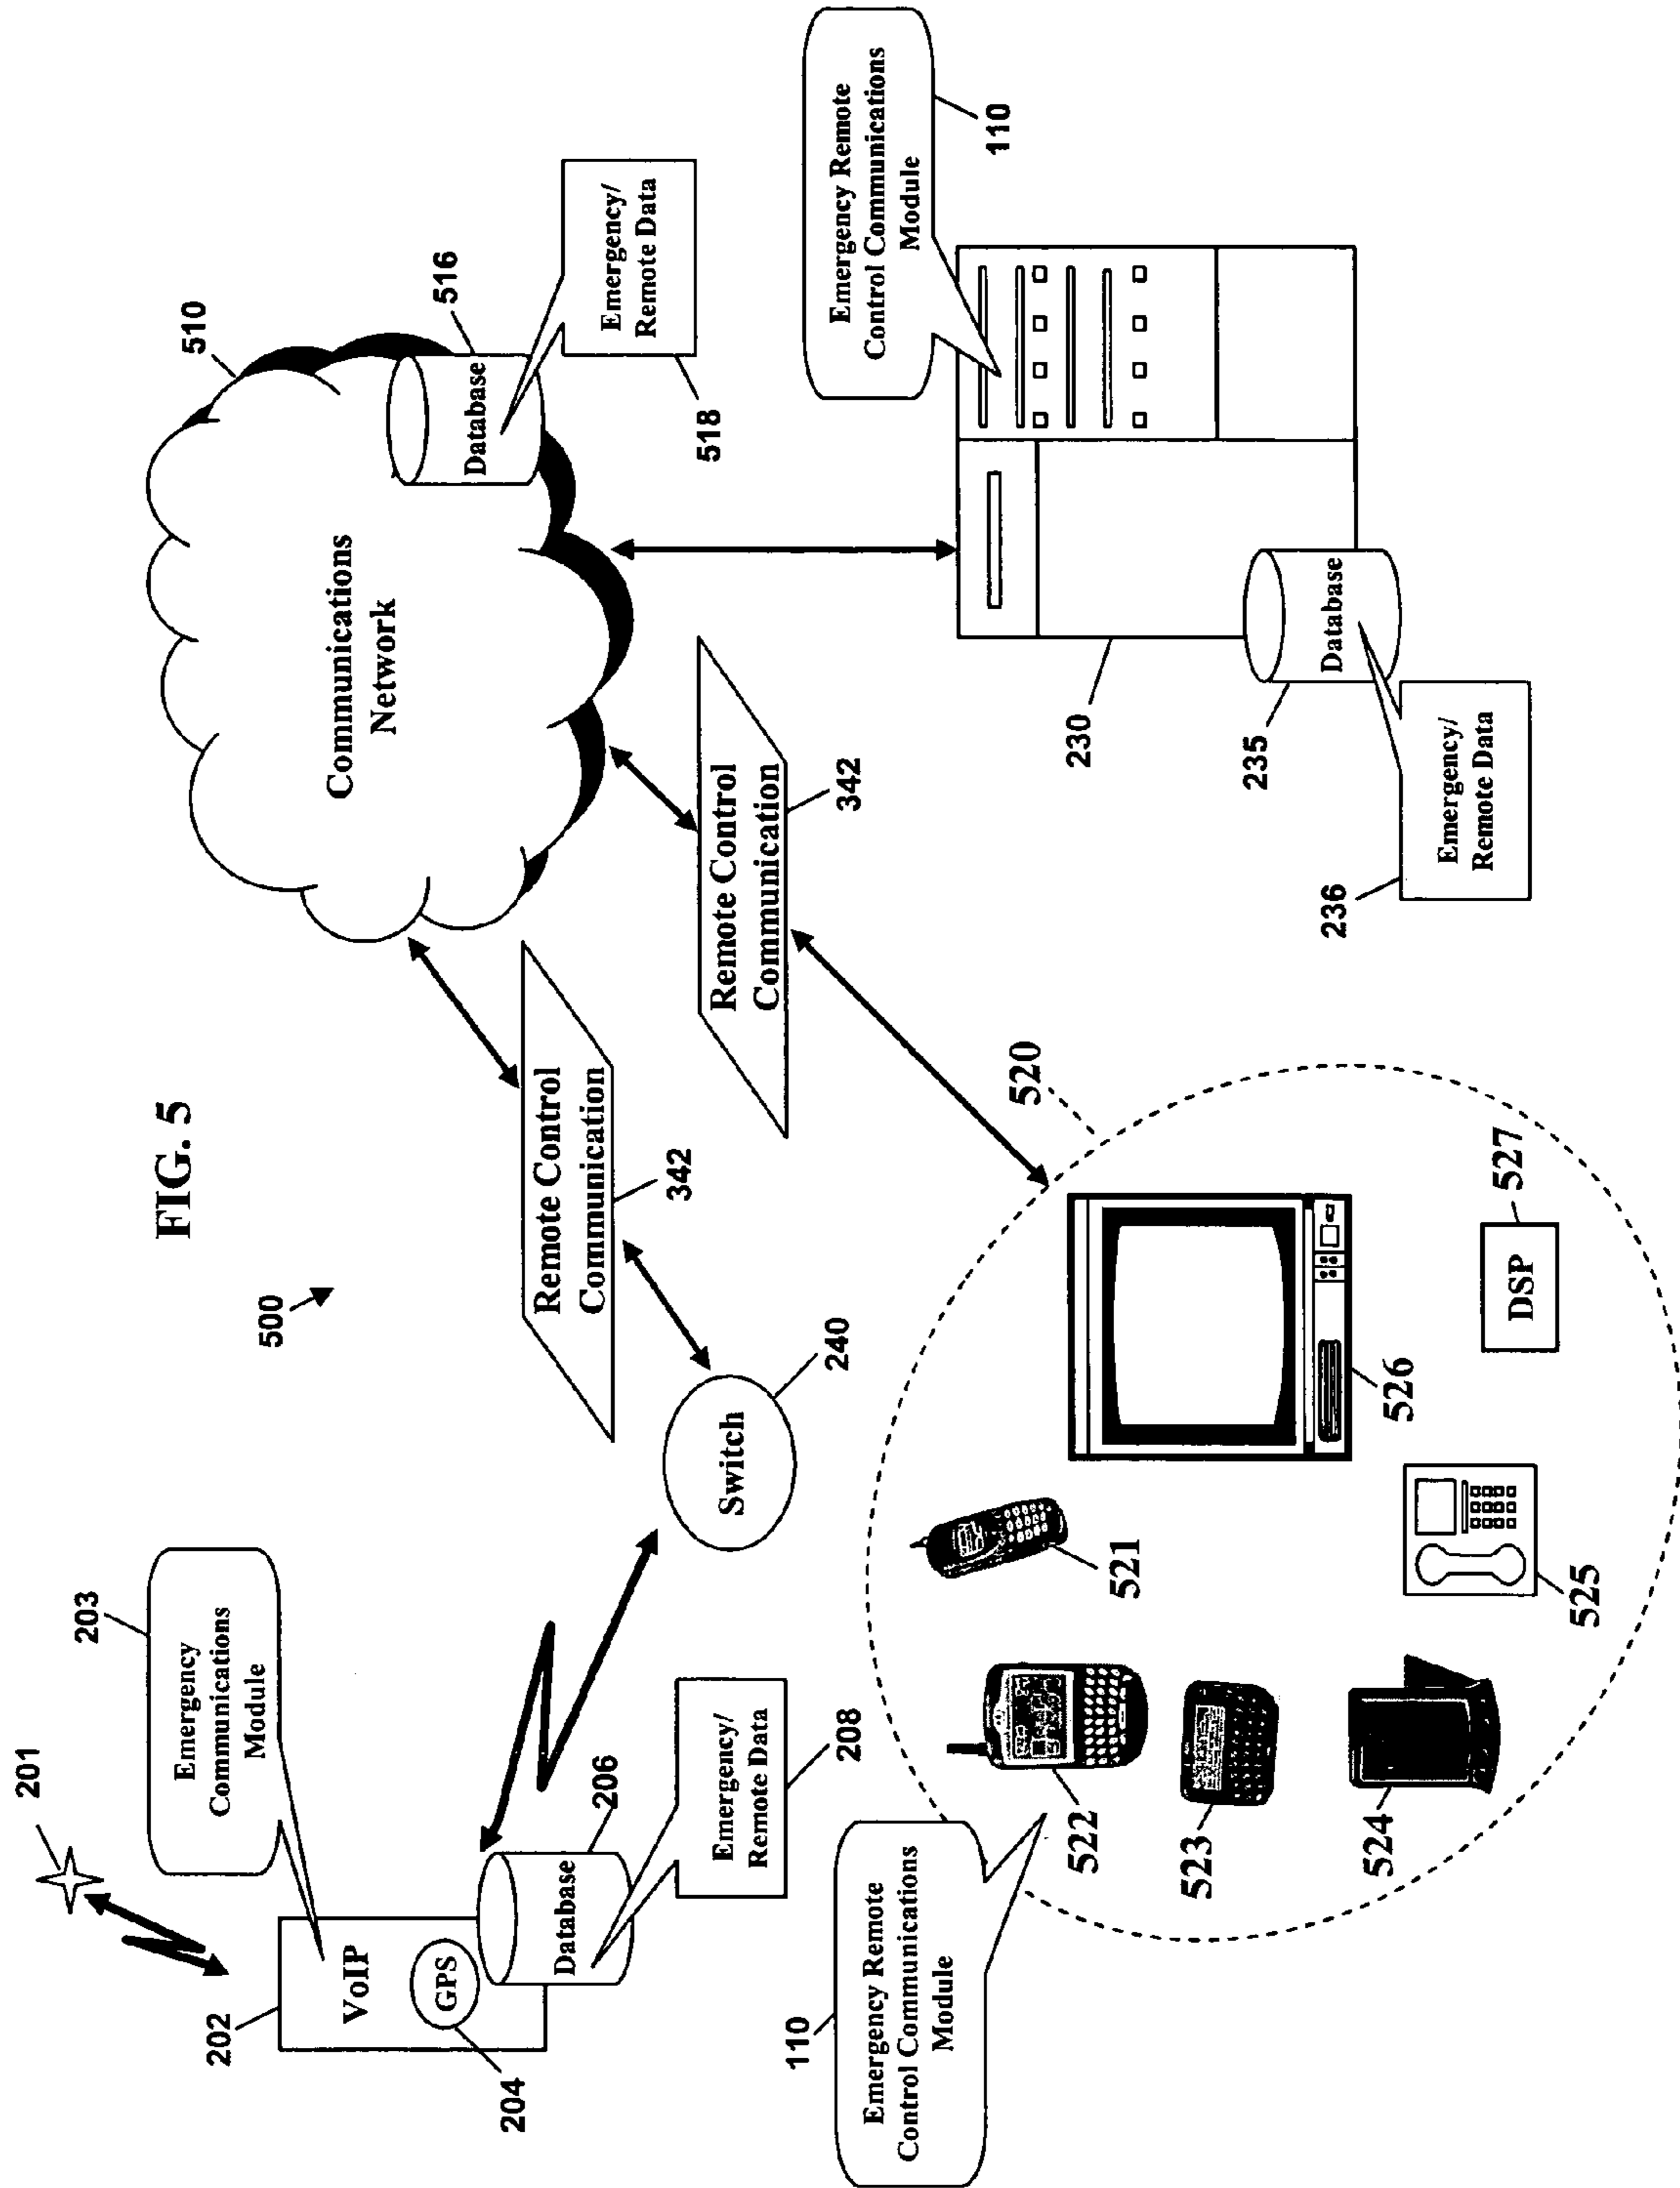 FIG. 5
500
201
203
Emergency
Communications
Module
202
VoIP
GPS
204
Database
206
Emergency/
Remote Data
208
Switch
240
Remote Control
Communication
342
Remote Control
Communication
342
510
Communications
Network
Database
516
Emergency/
Remote Data
518
Emergency Remote
Control Communications
Module
110
230
Database
235
Emergency/
Remote Data
236
110
Emergency Remote
Control Communications
Module
520
521
522
523
524
525
526
DSP
527